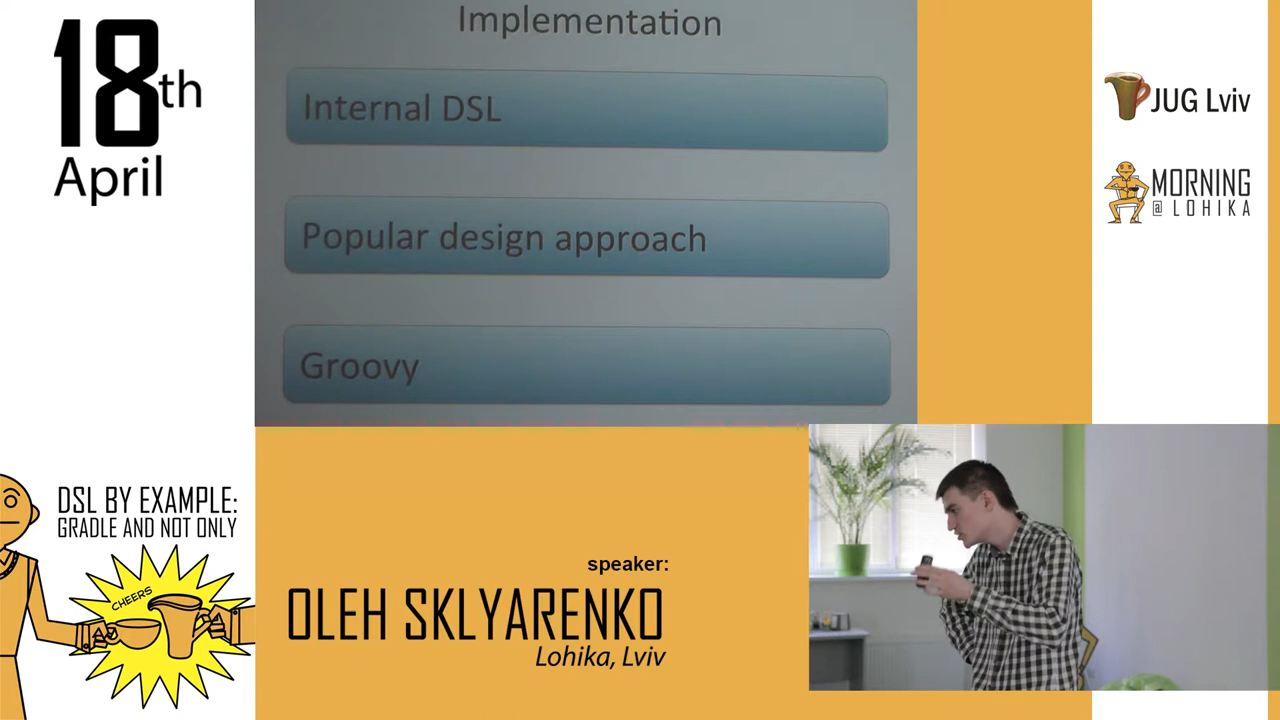 18th
April
Implementation
Internal DSL
Popular design approach
Groovy
JUG Lviv
MORNING
@ LOHIKA
DSL BY EXAMPLE:
GRADLE AND NOT ONLY
CHEERS
speaker:
OLEH SKLYARENKO
Lohika, Lviv